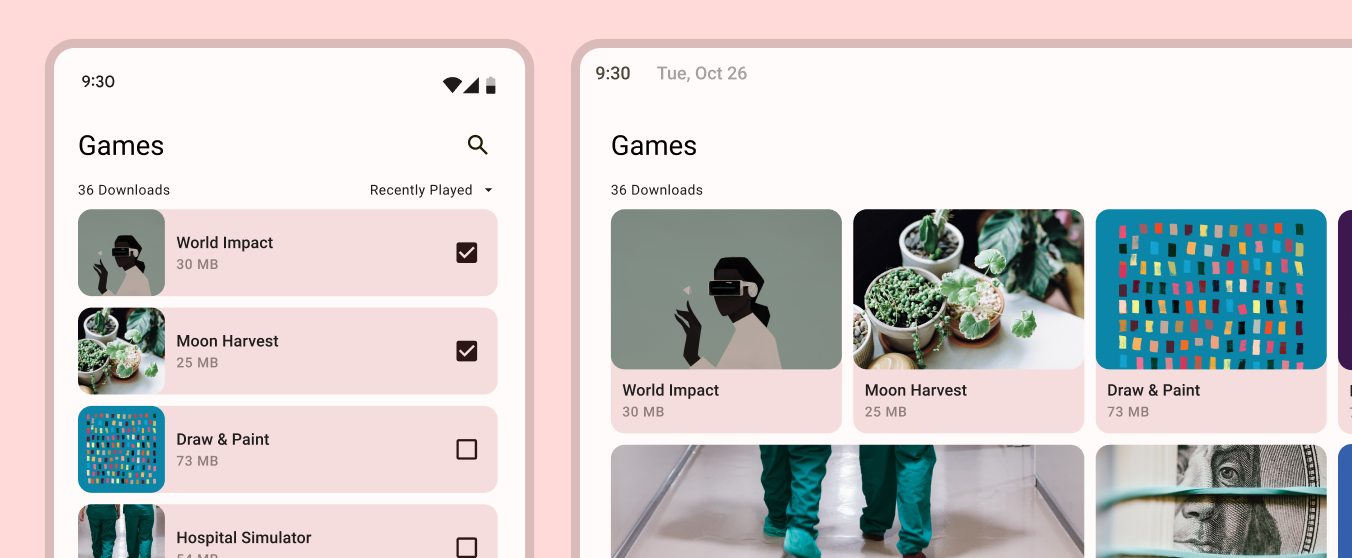 9:30
Games
36 Downloads
Recently Played
World Impact
30 MB
Moon Harvest
25 MB
Draw & Paint
73 MB
Hospital Simulator
54 MB
9:30 Tue, Oct 26
Games
36 Downloads
World Impact
30 MB
Moon Harvest
25 MB
Draw & Paint
73 MB